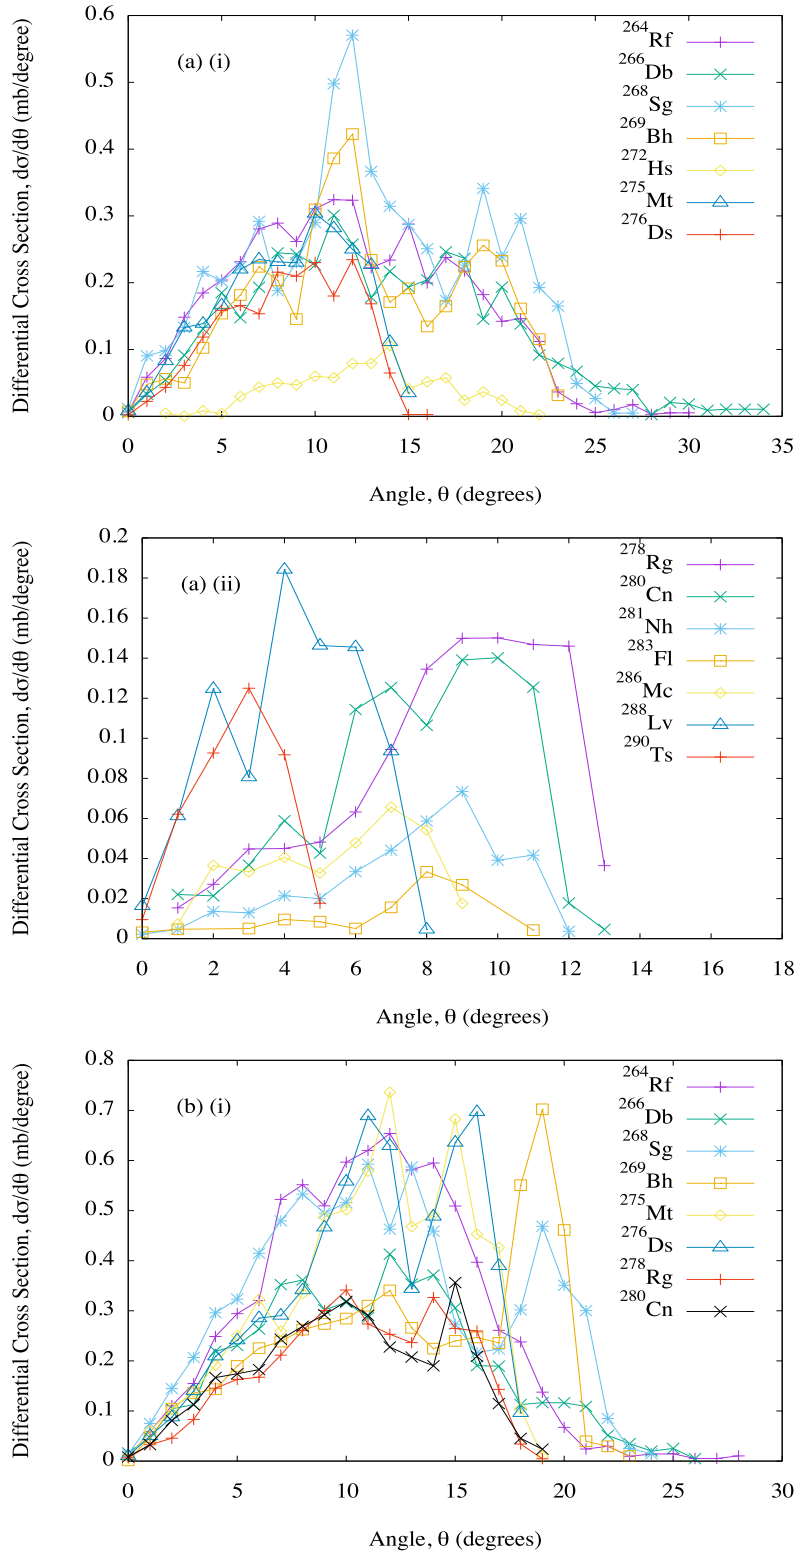 Differential Cross Section, dσ/dθ (mb/degree)
0.6
0.5
0.4
0.3
0.2
0.1
0
(a) (i)
264Rf
266Db
268Sg
269Bh
272Hs
275Mt
276Ds
0 5 10 15 20 25 30 35
Angle, θ (degrees)
Differential Cross Section, dσ/dθ (mb/degree)
0.2
0.18
0.16
0.14
0.12
0.1
0.08
0.06
0.04
0.02
0
(a) (ii)
278Rg
280Cn
281Nh
283Fl
286Mc
288Lv
290Ts
0 2 4 6 8 10 12 14 16 18
Angle, θ (degrees)
Differential Cross Section, dσ/dθ (mb/degree)
0.8
0.7
0.6
0.5
0.4
0.3
0.2
0.1
0
(b) (i)
264Rf
266Db
268Sg
269Bh
275Mt
276Ds
278Rg
280Cn
0 5 10 15 20 25 30
Angle, θ (degrees)